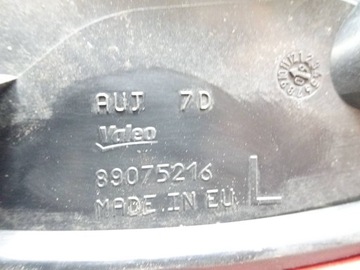 AUJ 7D
Valeo
89075216
MADE IN EU L